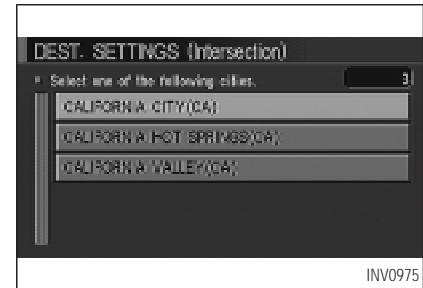 DEST. SETTINGS (Intersection)
Select one of the following cities.
3
CALIFORNIA CITY(CA)
CALIFORNIA HOT SPRINGS(CA)
CALIFORNIA VALLEY(CA)
INV0975